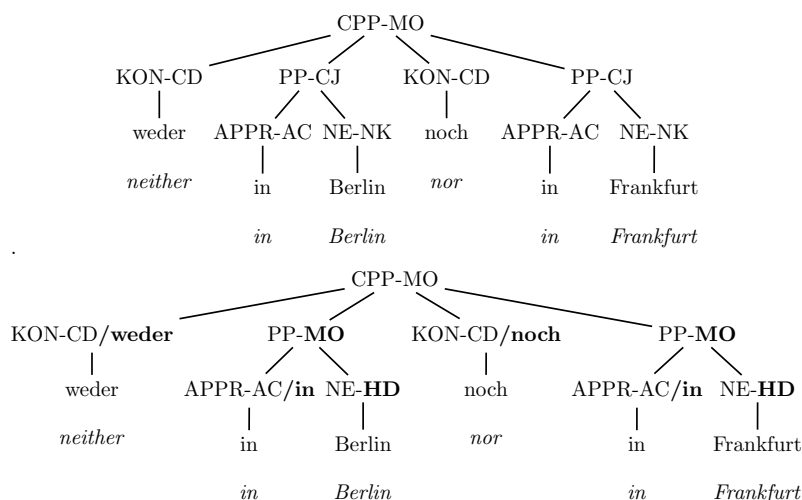 CPP-MO
KON-CD PP-CJ KON-CD PP-CJ
weder APPR-AC NE-NK noch APPR-AC NE-NK
neither in Berlin nor in Frankfurt
in Berlin in Frankfurt
.
CPP-MO
KON-CD/weder PP-MO KON-CD/noch PP-MO
weder APPR-AC/in NE-HD noch APPR-AC/in NE-HD
neither in Berlin nor in Frankfurt
in Berlin in Frankfurt